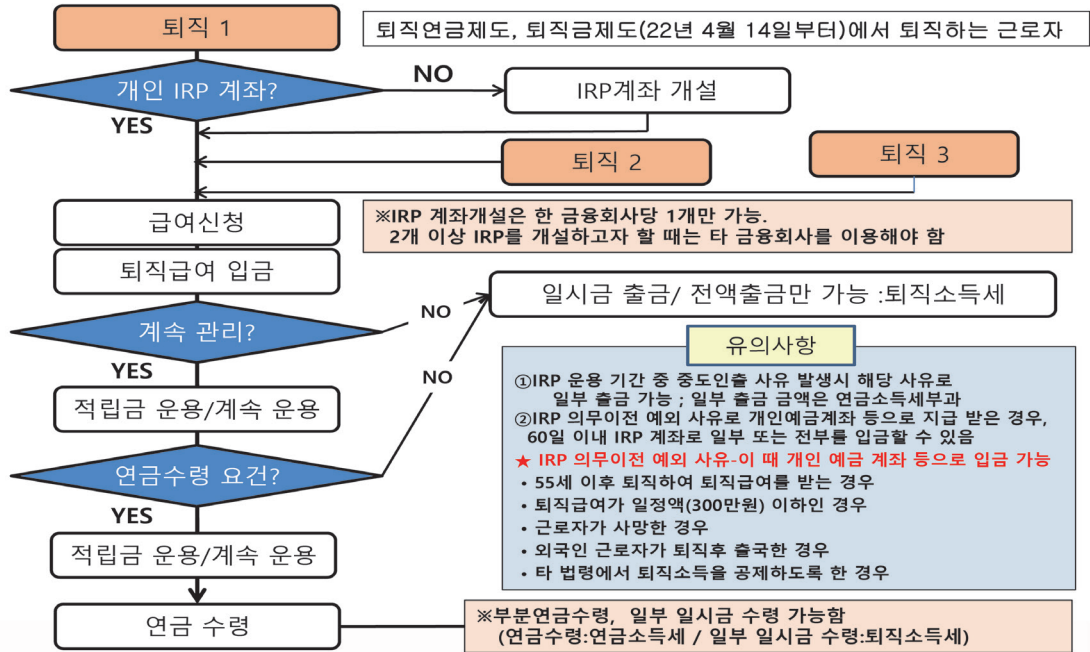 퇴직 1
퇴직연금제도, 퇴직금제도(22년 4월 14일부터)에서 퇴직하는 근로자
개인 IRP 계좌?
NO
IRP계좌 개설
YES
퇴직 2
퇴직 3
급여신청
※IRP 계좌개설은 한 금융회사당 1개만 가능.
2개 이상 IRP를 개설하고자 할 때는 타 금융회사를 이용해야 함
퇴직급여 입금
계속 관리?
NO
일시금 출금/ 전액출금만 가능 :퇴직소득세
YES
NO
유의사항
①IRP 운용 기간 중 중도인출 사유 발생시 해당 사유로
일부 출금 가능 ; 일부 출금 금액은 연금소득세부과
②IRP 의무이전 예외 사유로 개인예금계좌 등으로 지급 받은 경우,
60일 이내 IRP 계좌로 일부 또는 전부를 입금할 수 있음
★ IRP 의무이전 예외 사유-이 때 개인 예금 계좌 등으로 입금 가능
• 55세 이후 퇴직하여 퇴직급여를 받는 경우
• 퇴직급여가 일정액(300만원) 이하인 경우
• 근로자가 사망한 경우
• 외국인 근로자가 퇴직후 출국한 경우
• 타 법령에서 퇴직소득을 공제하도록 한 경우
적립금 운용/계속 운용
연금수령 요건?
YES
적립금 운용/계속 운용
연금 수령
※부분연금수령, 일부 일시금 수령 가능함
(연금수령:연금소득세 / 일부 일시금 수령:퇴직소득세)